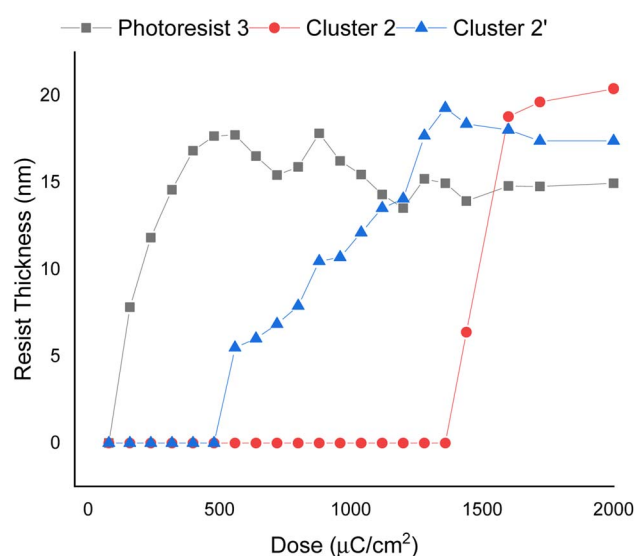 Photoresist 3 Cluster 2 Cluster 2'
20
15
10
5
0
Resist Thickness (nm)
0 500 1000 1500 2000
Dose (μC/cm²)